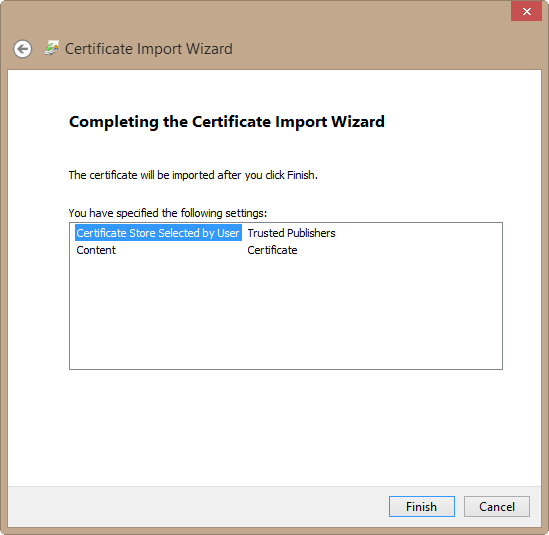 Certificate Import Wizard
Completing the Certificate Import Wizard
The certificate will be imported after you click Finish.
You have specified the following settings:
Certificate Store Selected by User Trusted Publishers
Content Certificate
Finish Cancel